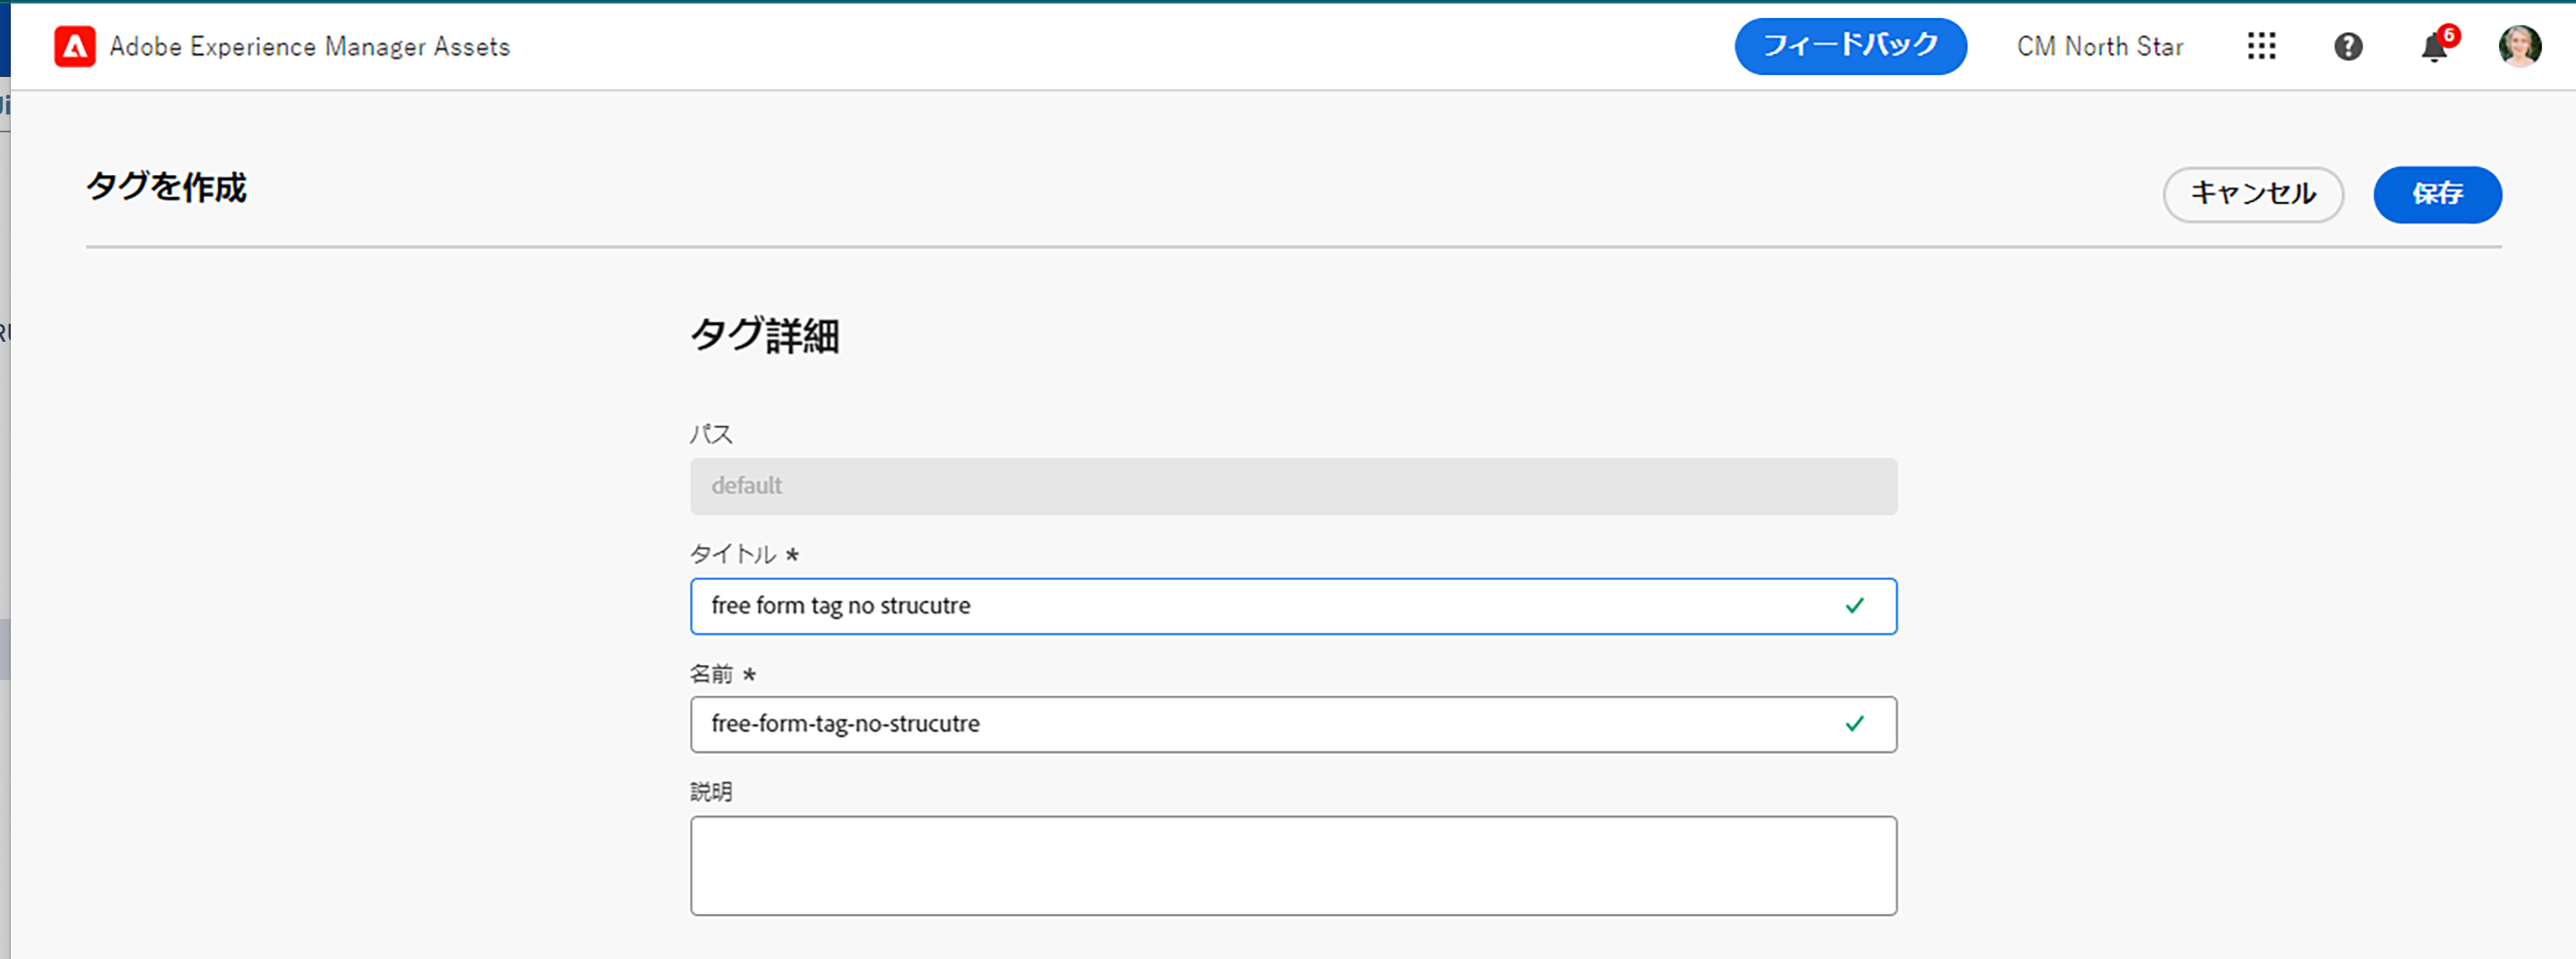 Adobe Experience Manager Assets
フィードバック
CM North Star
6
タグを作成
キャンセル
保存
タグ詳細
パス
default
タイトル *
free form tag no strucutre
名前 *
free-form-tag-no-strucutre
説明